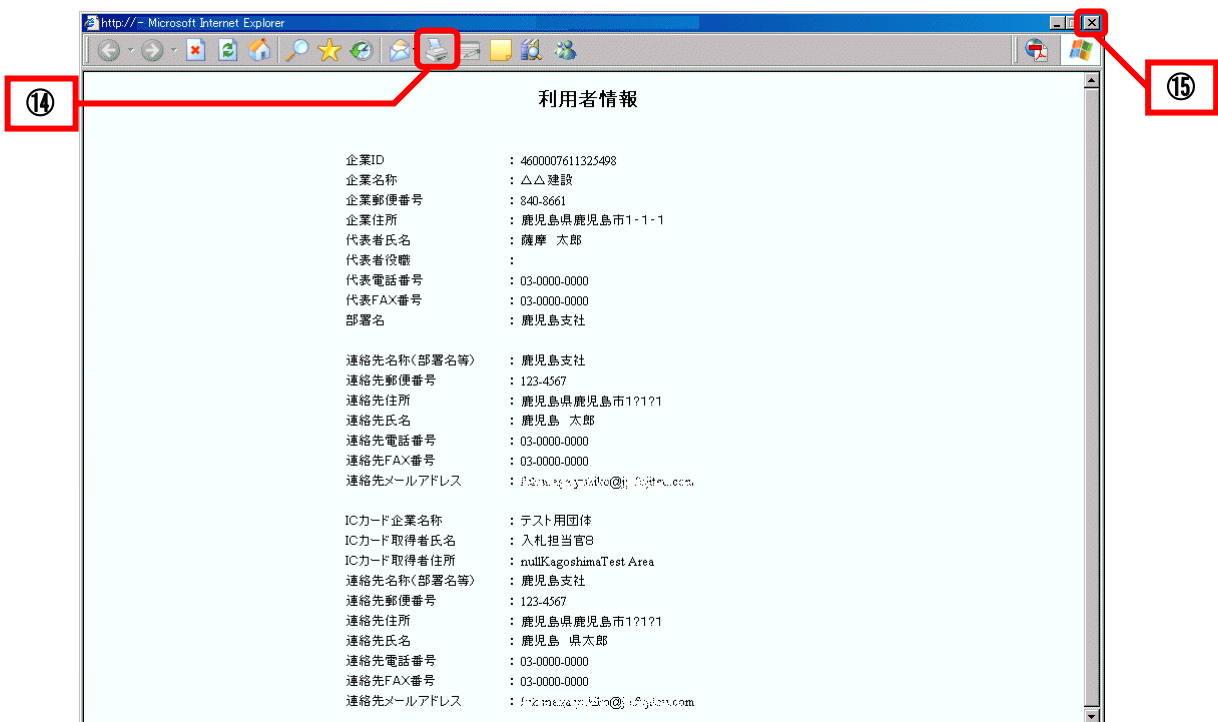 http://- Microsoft Internet Explorer
⑭
⑮
利用者情報
企業ID : 4600007611325498
企業名称 : △△建設
企業郵便番号 : 840-8661
企業住所 : 鹿児島県鹿児島市1-1-1
代表者氏名 : 薩摩 太郎
代表者役職 :
代表電話番号 : 03-0000-0000
代表FAX番号 : 03-0000-0000
部署名 : 鹿児島支社
連絡先名称(部署名等) : 鹿児島支社
連絡先郵便番号 : 123-4567
連絡先住所 : 鹿児島県鹿児島市1?1?1
連絡先氏名 : 鹿児島 太郎
連絡先電話番号 : 03-0000-0000
連絡先FAX番号 : 03-0000-0000
連絡先メールアドレス :
ICカード企業名称 : テスト用団体
ICカード取得者氏名 : 入札担当官8
ICカード取得者住所 : nullKagoshimaTest Area
連絡先名称(部署名等) : 鹿児島支社
連絡先郵便番号 : 123-4567
連絡先住所 : 鹿児島県鹿児島市1?1?1
連絡先氏名 : 鹿児島 県太郎
連絡先電話番号 : 03-0000-0000
連絡先FAX番号 : 03-0000-0000
連絡先メールアドレス :